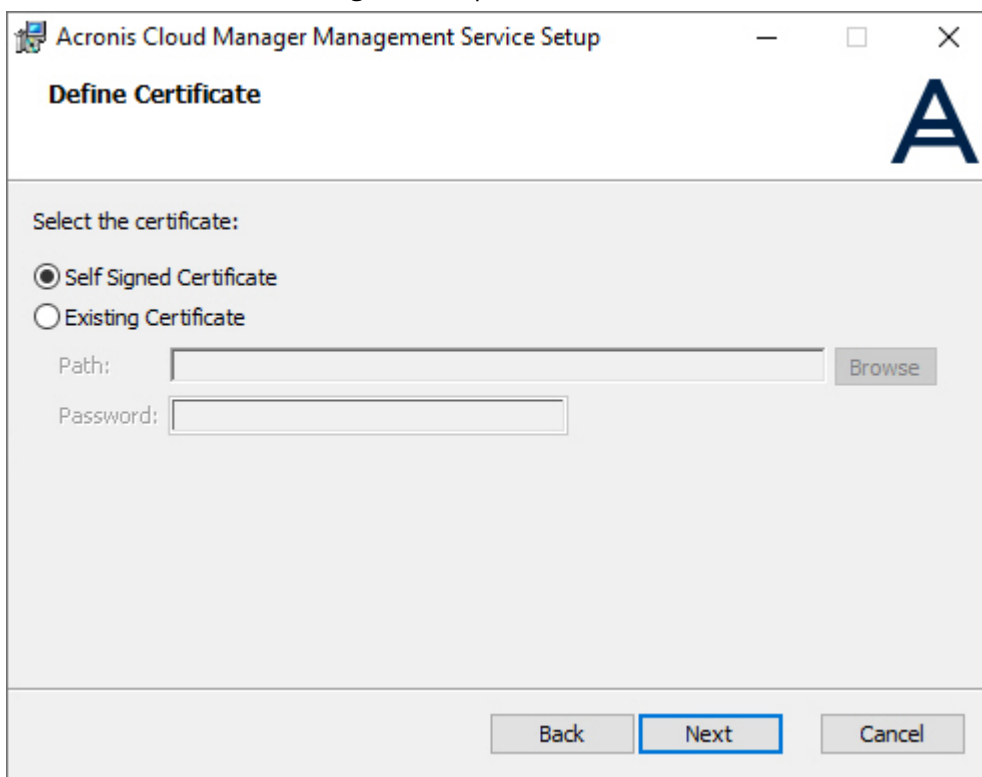 Acronis Cloud Manager Management Service Setup
Define Certificate
Select the certificate:
Self Signed Certificate
Existing Certificate
Path:
Browse
Password:
Back Next Cancel